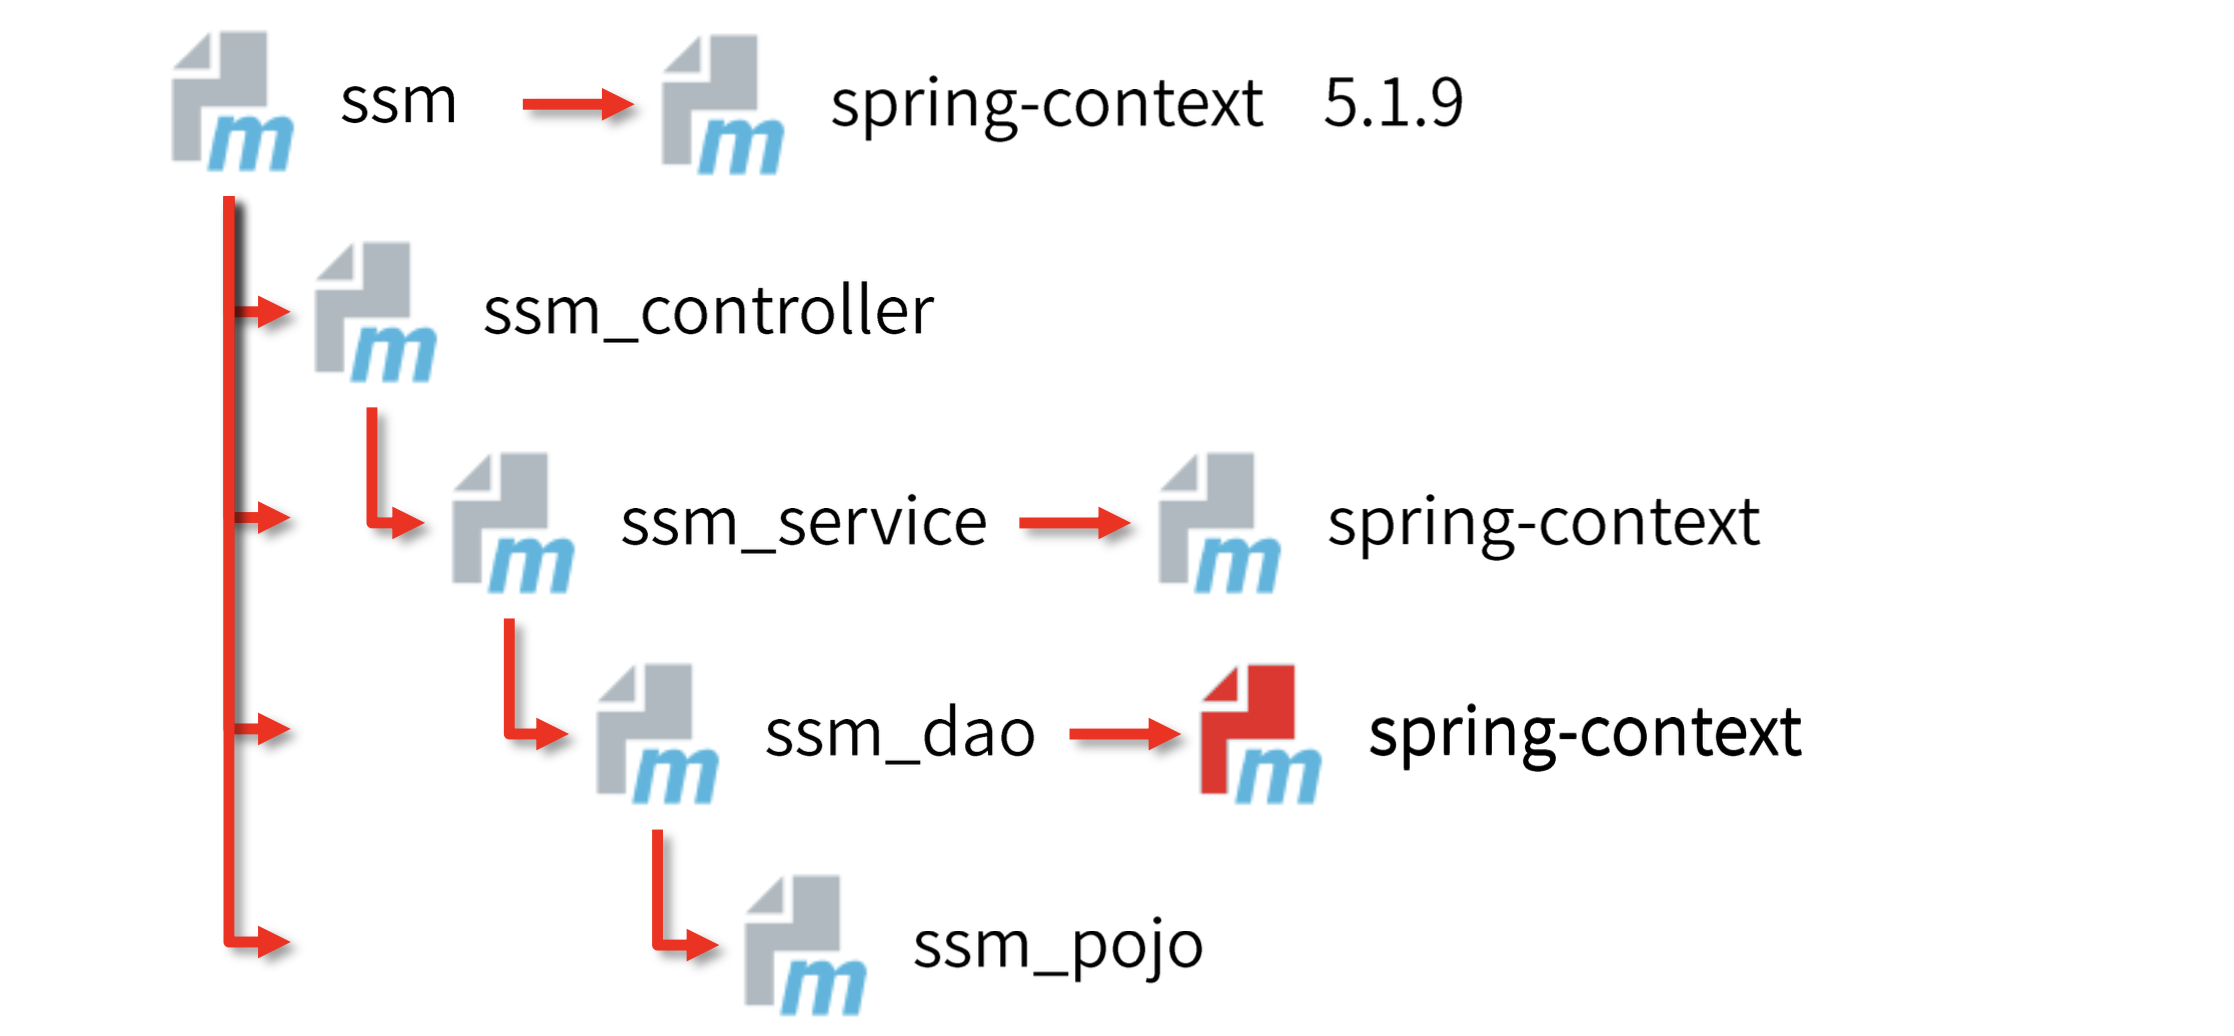 ssm spring-context 5.1.9
ssm_controller
ssm_service spring-context
ssm_dao spring-context
ssm_pojo